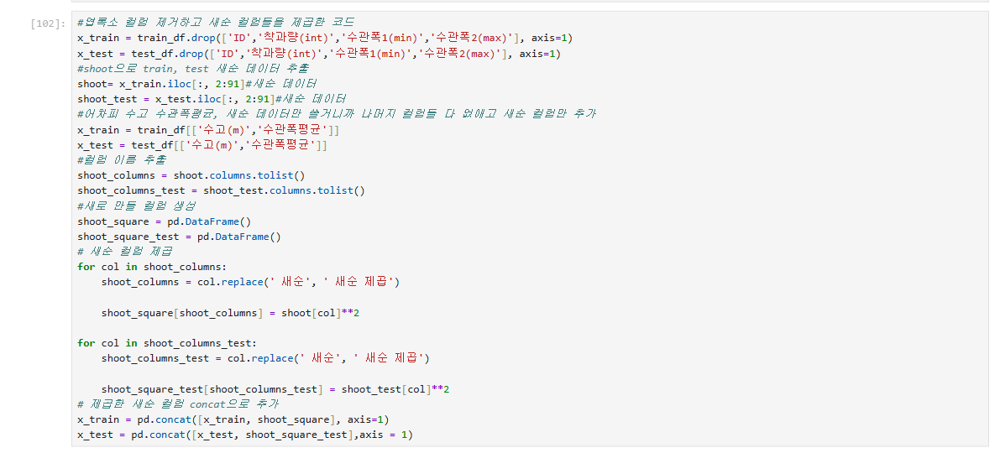 [102]: #엽록소 컬럼 제거하고 새순 컬럼들을 제곱한 코드
x_train = train_df.drop(['ID','착과량(int)','수관폭1(min)','수관폭2(max)'], axis=1)
x_test = test_df.drop(['ID','착과량(int)','수관폭1(min)','수관폭2(max)'], axis=1)
#shoot으로 train, test 새순 데이터 추출
shoot= x_train.iloc[:, 2:91]#새순 데이터
shoot_test = x_test.iloc[:, 2:91]#새순 데이터
#어차피 수고 수관폭평균, 새순 데이터만 쓸거니까 나머지 컬럼들 다 없애고 새순 컬럼만 추가
x_train = train_df[['수고(m)','수관폭평균']]
x_test = test_df[['수고(m)','수관폭평균']]
#컬럼 이름 추출
shoot_columns = shoot.columns.tolist()
shoot_columns_test = shoot_test.columns.tolist()
#새로 만들 컬럼 생성
shoot_square = pd.DataFrame()
shoot_square_test = pd.DataFrame()
# 새순 컬럼 제곱
for col in shoot_columns:
    shoot_columns = col.replace(' 새순', ' 새순 제곱')
    shoot_square[shoot_columns] = shoot[col]**2
for col in shoot_columns_test:
    shoot_columns_test = col.replace(' 새순', ' 새순 제곱')
    shoot_square_test[shoot_columns_test] = shoot_test[col]**2
# 제곱한 새순 컬럼 concat으로 추가
x_train = pd.concat([x_train, shoot_square], axis=1)
x_test = pd.concat([x_test, shoot_square_test],axis = 1)